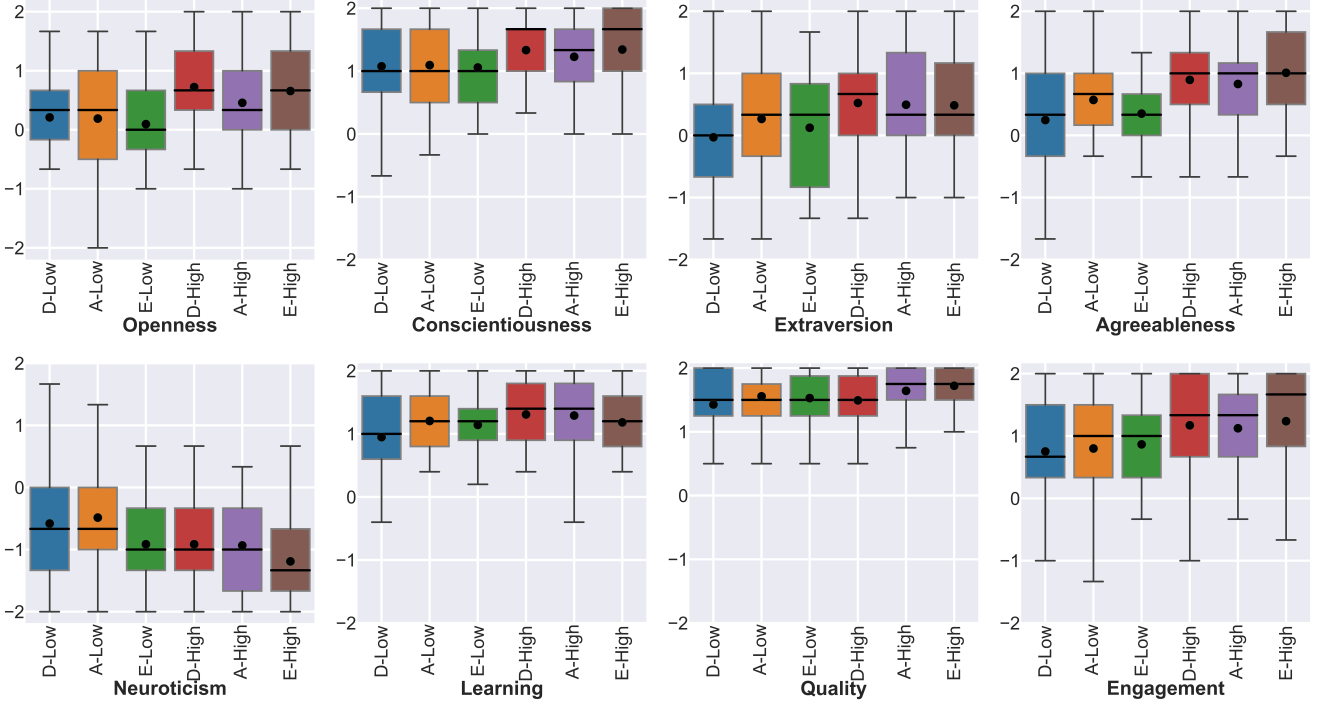 2
1
0
−1
−2
D-Low
A-Low
E-Low
D-High
A-High
E-High
Openness
2
1
0
−1
−2
D-Low
A-Low
E-Low
D-High
A-High
E-High
Conscientiousness
2
1
0
−1
−2
D-Low
A-Low
E-Low
D-High
A-High
E-High
Extraversion
2
1
0
−1
−2
D-Low
A-Low
E-Low
D-High
A-High
E-High
Agreeableness
2
1
0
−1
−2
D-Low
A-Low
E-Low
D-High
A-High
E-High
Neuroticism
2
1
0
−1
−2
D-Low
A-Low
E-Low
D-High
A-High
E-High
Learning
2
1
0
−1
−2
D-Low
A-Low
E-Low
D-High
A-High
E-High
Quality
2
1
0
−1
−2
D-Low
A-Low
E-Low
D-High
A-High
E-High
Engagement